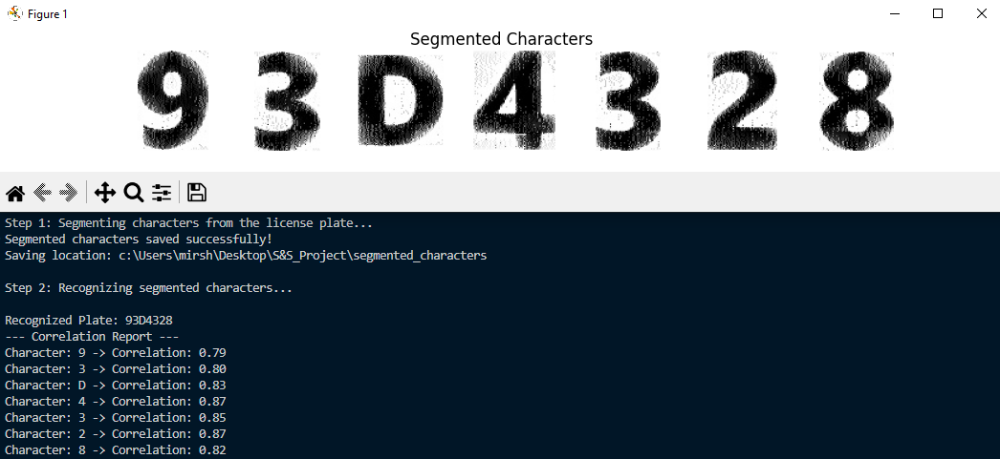 Figure 1
Segmented Characters
9 3 D 4 3 2 8
Step 1: Segmenting characters from the license plate...
Segmented characters saved successfully!
Saving location: c:\Users\mirsh\Desktop\S&S_Project\segmented_characters
Step 2: Recognizing segmented characters...
Recognized Plate: 93D4328
--- Correlation Report ---
Character: 9 -> Correlation: 0.79
Character: 3 -> Correlation: 0.80
Character: D -> Correlation: 0.83
Character: 4 -> Correlation: 0.87
Character: 3 -> Correlation: 0.85
Character: 2 -> Correlation: 0.87
Character: 8 -> Correlation: 0.82